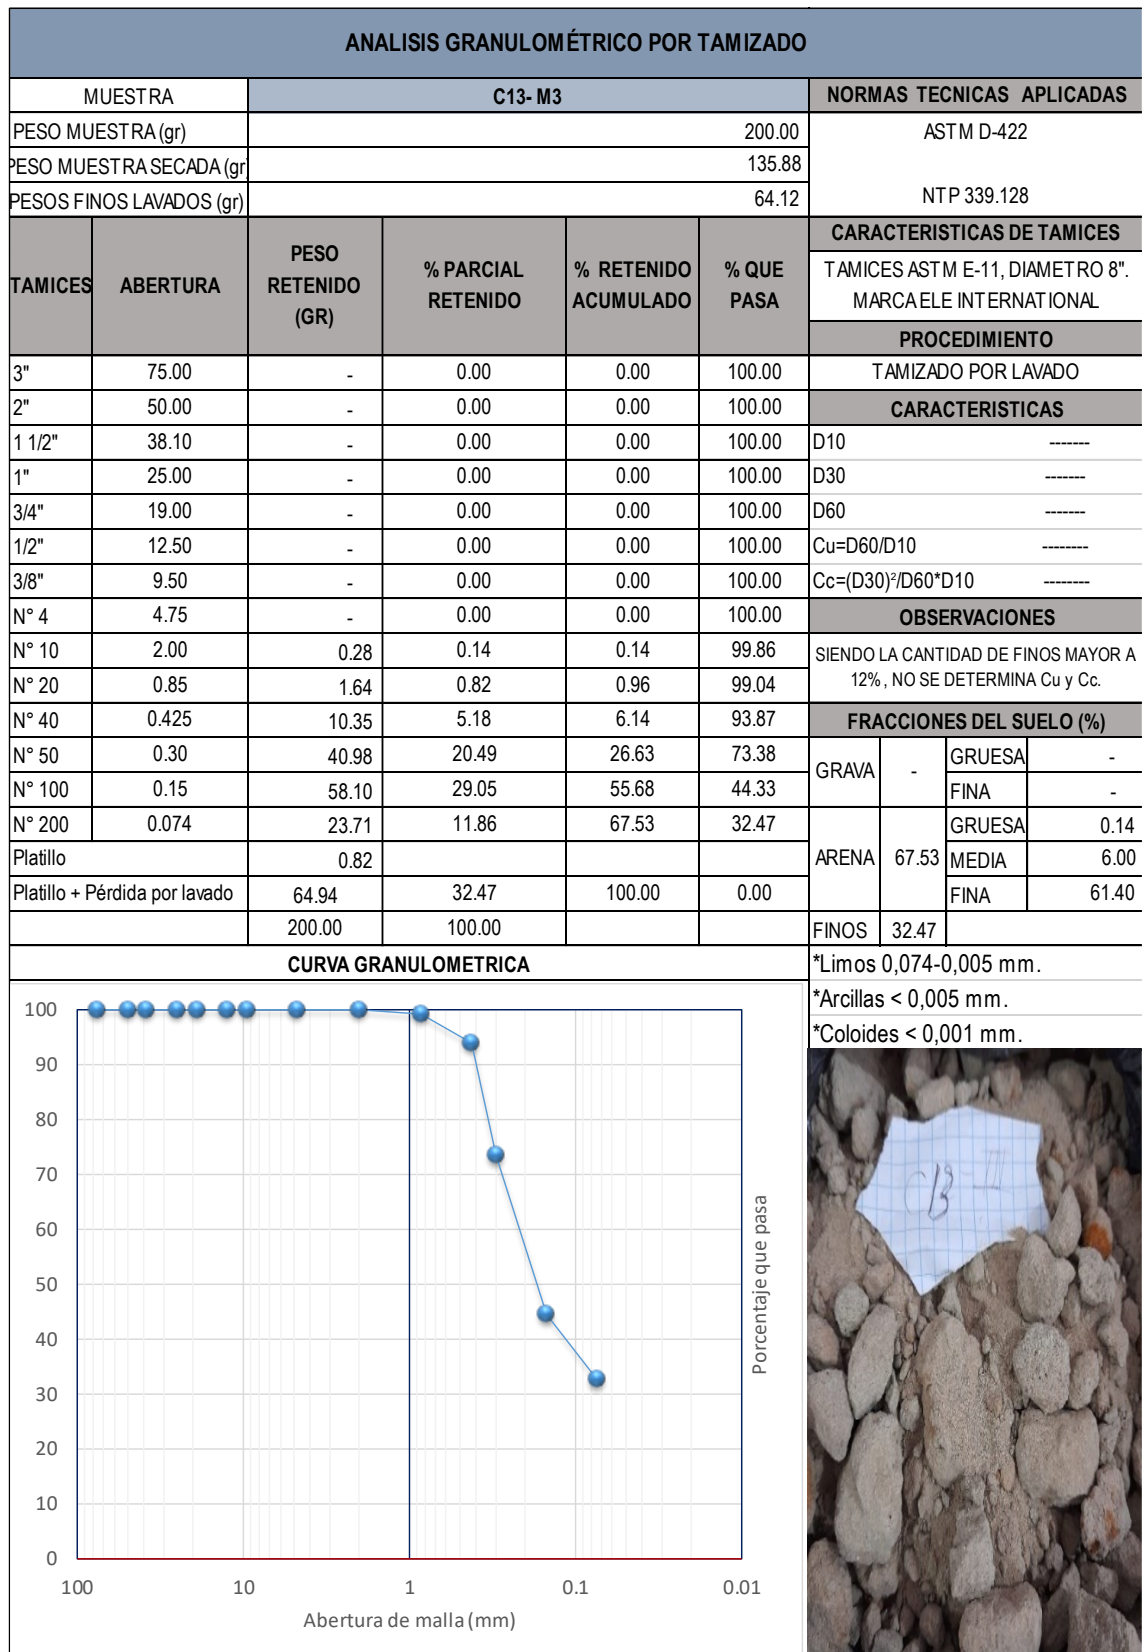 ANALISIS GRANULOMÉTRICO POR TAMIZADO
MUESTRA C13- M3 NORMAS TECNICAS APLICADAS
PESO MUESTRA (gr) 200.00 ASTM D-422
PESO MUESTRA SECADA (gr) 135.88
PESOS FINOS LAVADOS (gr) 64.12 NTP 339.128
TAMICES ABERTURA PESO RETENIDO (GR) % PARCIAL RETENIDO % RETENIDO ACUMULADO % QUE PASA
CARACTERISTICAS DE TAMICES
TAMICES ASTM E-11, DIAMETRO 8".
MARCA ELE INTERNATIONAL
PROCEDIMIENTO
3" 75.00 - 0.00 0.00 100.00 TAMIZADO POR LAVADO
2" 50.00 - 0.00 0.00 100.00 CARACTERISTICAS
1 1/2" 38.10 - 0.00 0.00 100.00 D10 -------
1" 25.00 - 0.00 0.00 100.00 D30 -------
3/4" 19.00 - 0.00 0.00 100.00 D60 -------
1/2" 12.50 - 0.00 0.00 100.00 Cu=D60/D10 --------
3/8" 9.50 - 0.00 0.00 100.00 Cc=(D30)²/D60*D10 --------
N° 4 4.75 - 0.00 0.00 100.00 OBSERVACIONES
N° 10 2.00 0.28 0.14 0.14 99.86 SIENDO LA CANTIDAD DE FINOS MAYOR A
N° 20 0.85 1.64 0.82 0.96 99.04 12%, NO SE DETERMINA Cu y Cc.
N° 40 0.425 10.35 5.18 6.14 93.87 FRACCIONES DEL SUELO (%)
N° 50 0.30 40.98 20.49 26.63 73.38 GRAVA - GRUESA -
N° 100 0.15 58.10 29.05 55.68 44.33 FINA -
N° 200 0.074 23.71 11.86 67.53 32.47 GRUESA 0.14
Platillo 0.82 ARENA 67.53 MEDIA 6.00
Platillo + Pérdida por lavado 64.94 32.47 100.00 0.00 FINA 61.40
200.00 100.00 FINOS 32.47
CURVA GRANULOMETRICA *Limos 0,074-0,005 mm.
*Arcillas < 0,005 mm.
*Coloides < 0,001 mm.
100
90
80
70
60
50
40
30
20
10
0
100 10 1 0.1 0.01
Abertura de malla (mm)
Porcentaje que pasa